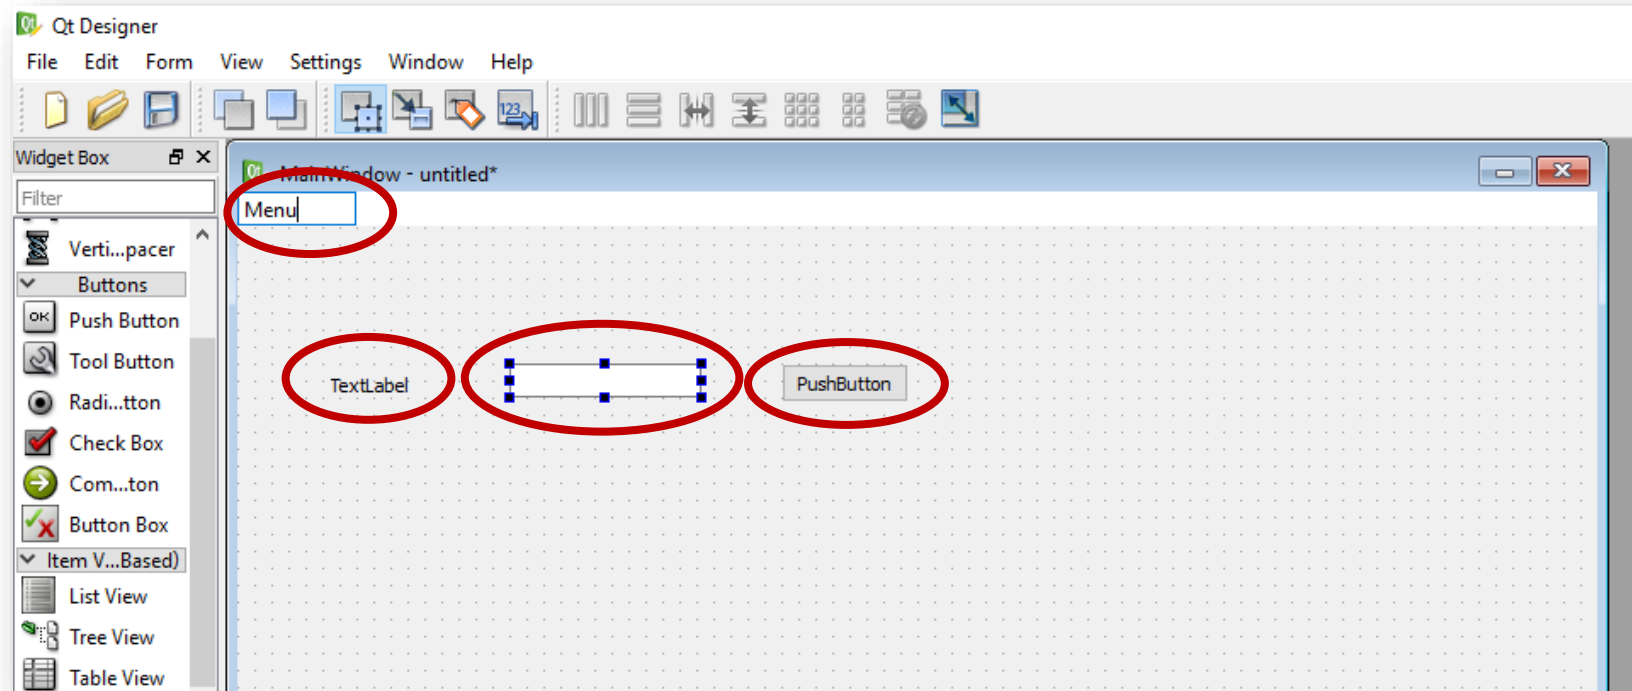 Qt Designer
File Edit Form View Settings Window Help
123
Widget Box
Filter
Verti...pacer
Buttons
OK Push Button
Tool Button
Radi...tton
Check Box
Com...ton
Button Box
Item V...Based)
List View
Tree View
Table View
Qt MainWindow - untitled*
Menu
TextLabel
PushButton